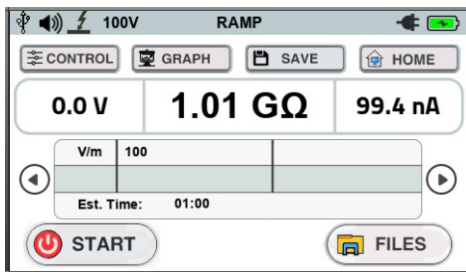 100V RAMP
CONTROL GRAPH SAVE HOME
0.0 V 1.01 GΩ 99.4 nA
V/m 100
Est. Time: 01:00
START FILES